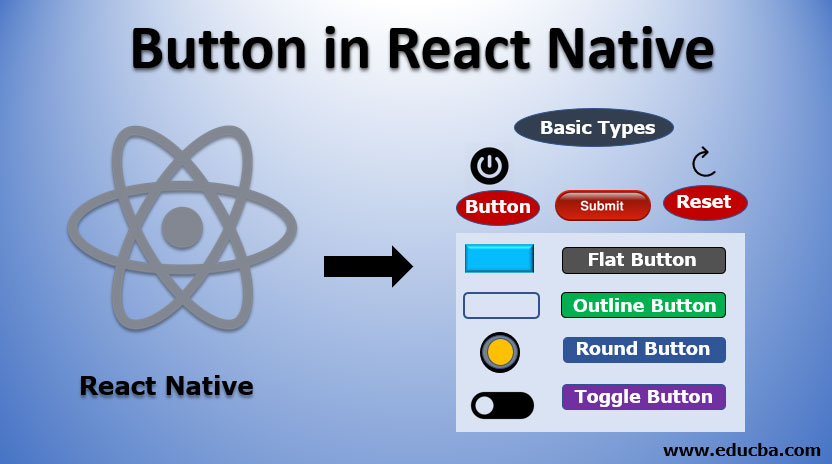 Button in React Native
Basic Types
Button
Submit
Reset
Flat Button
Outline Button
Round Button
Toggle Button
React Native
www.educba.com